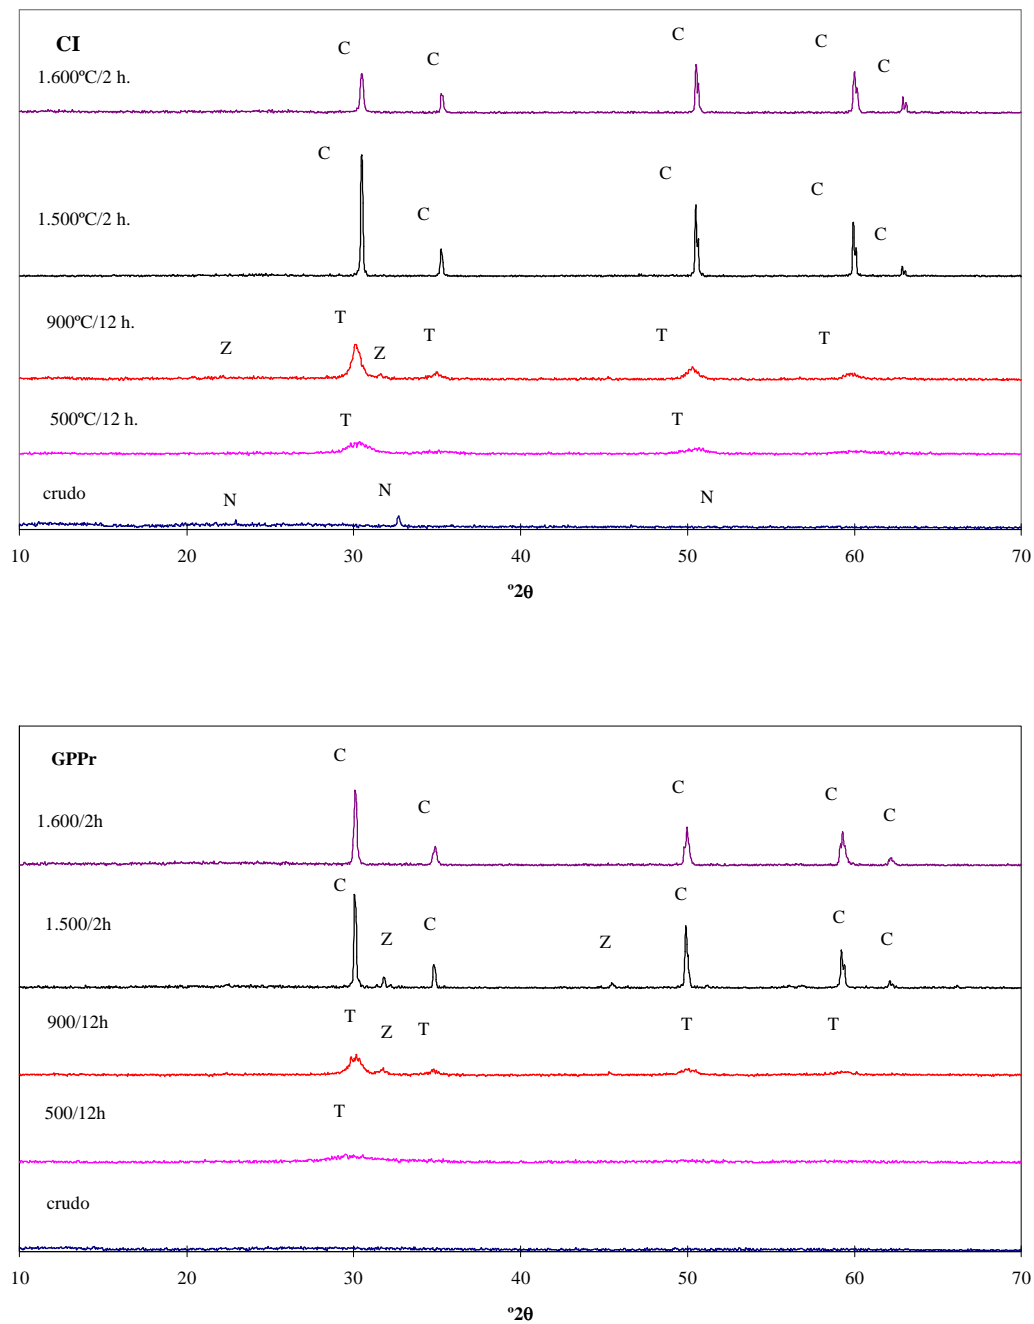 CI
C C C C C
1.600ºC/2 h.
C C C C C
1.500ºC/2 h.
900ºC/12 h.
Z T Z T T T
500ºC/12 h.
T T
crudo
N N N
10 20 30 40 50 60 70
º2θ
GPPr
C C C C C
1.600/2h
C Z C Z C C C
1.500/2h
900/12h
T Z T T T
500/12h
T
crudo
10 20 30 40 50 60 70
º2θ